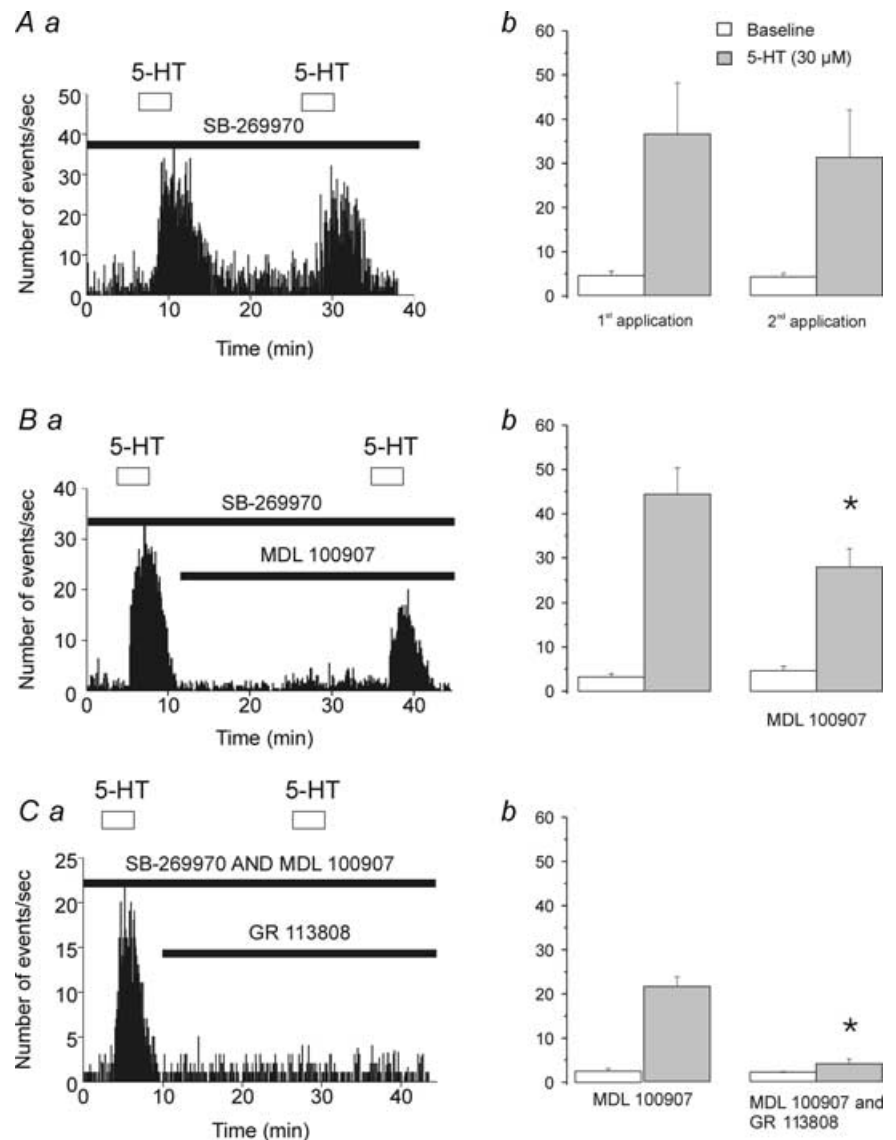 A a
5-HT
5-HT
SB-269970
Number of events/sec
50
40
30
20
10
0
0
10
20
30
40
Time (min)
b
Baseline
5-HT (30 µM)
60
50
40
30
20
10
0
1st application
2nd application
B a
5-HT
5-HT
SB-269970
MDL 100907
Number of events/sec
40
30
20
10
0
0
10
20
30
40
Time (min)
b
60
50
40
30
20
10
0
*
MDL 100907
C a
5-HT
5-HT
SB-269970 AND MDL 100907
GR 113808
Number of events/sec
25
20
15
10
5
0
0
10
20
30
40
Time (min)
b
60
50
40
30
20
10
0
*
MDL 100907
MDL 100907 and
GR 113808